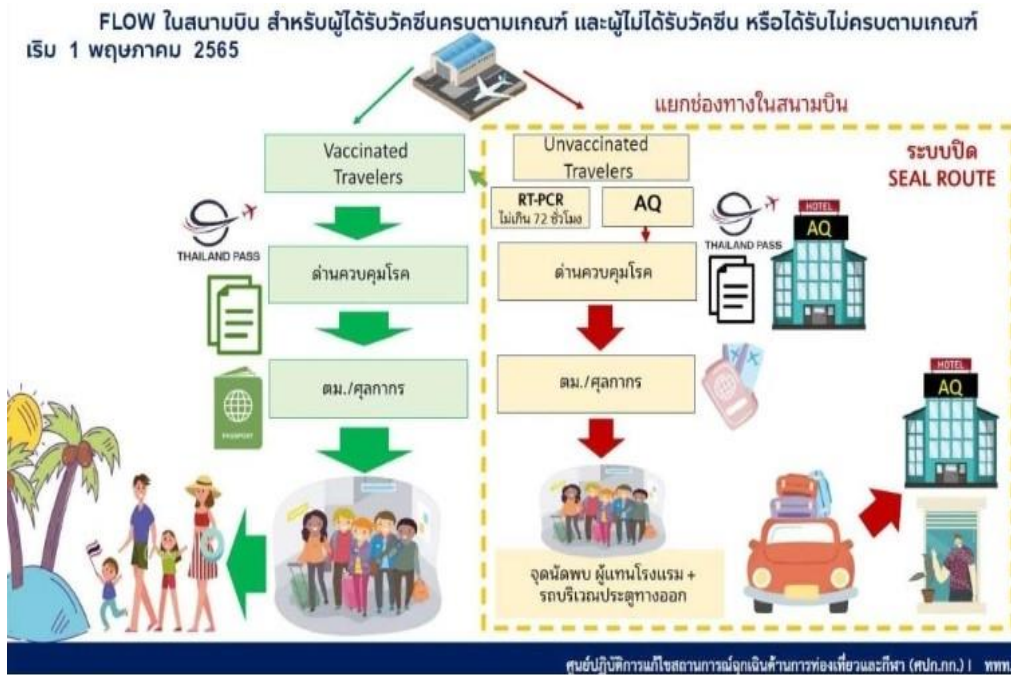 FLOW ในสนามบิน สำหรับผู้ได้รับวัคซีนครบตามเกณฑ์ และผู้ไม่ได้รับวัคซีน หรือได้รับไม่ครบตามเกณฑ์
เริ่ม 1 พฤษภาคม 2565
แยกช่องทางในสนามบิน
Vaccinated
Travelers
Unvaccinated
Travelers
ระบบปิด
SEAL ROUTE
RT-PCR
ไม่เกิน 72 ชั่วโมง
AQ
THAILAND PASS
THAILAND PASS
HOTEL
AQ
ด่านควบคุมโรค
ด่านควบคุมโรค
ตม./ศุลกากร
ตม./ศุลกากร
PASSPORT
HOTEL
AQ
จุดนัดพบ ผู้แทนโรงแรม +
รถบริเวณประตูทางออก
ศูนย์ปฏิบัติการแก้ไขสถานการณ์ฉุกเฉินด้านการท่องเที่ยวและกีฬา (ศปก.กก.) | ททท.